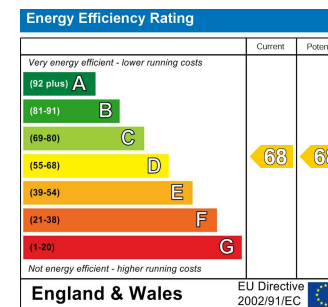 Energy Efficiency Rating
Current
Very energy efficient - lower running costs
(92 plus) A
(81-91) B
(69-80) C
(55-68) D
68
(39-54) E
(21-38) F
(1-20) G
Not energy efficient - higher running costs
England & Wales
EU Directive
2002/91/EC